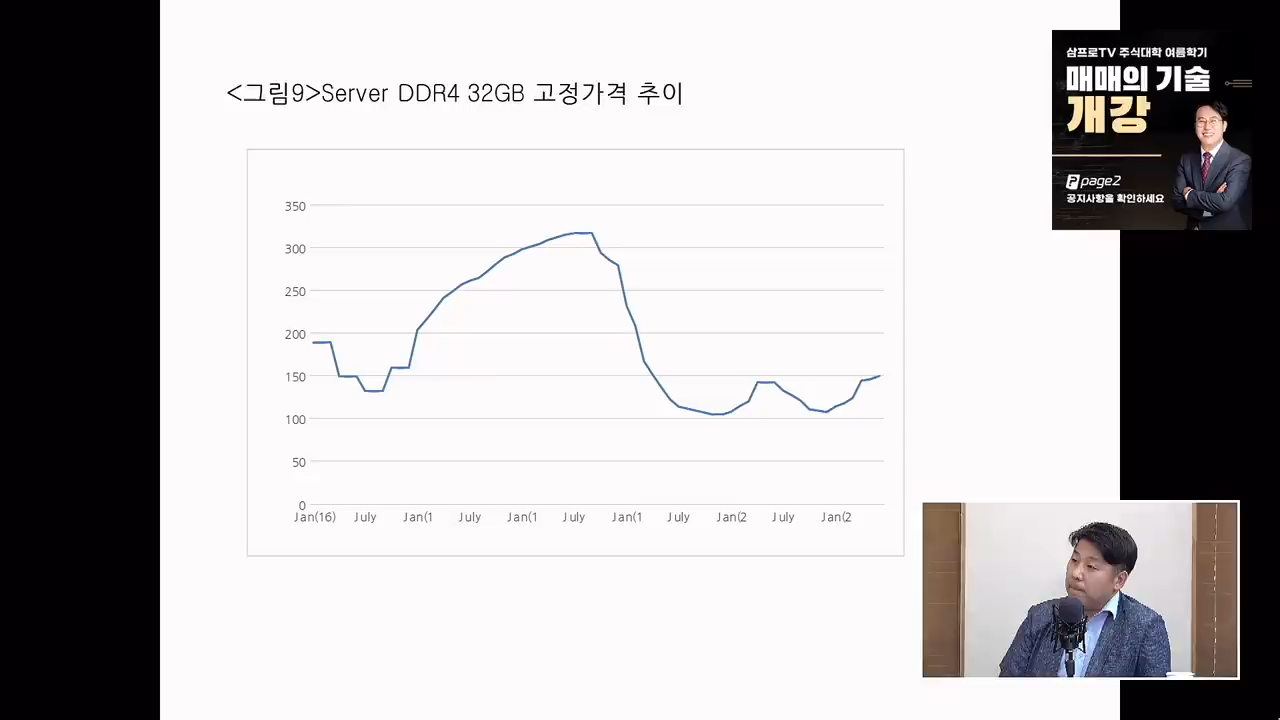 <그림9>Server DDR4 32GB 고정가격 추이
350
300
250
200
150
100
50
0
Jan(16) July Jan(1 July Jan(1 July Jan(1 July Jan(2 July Jan(2
삼프로TV 주식대학 여름학기
매매의 기술
개강
page2
공지사항을 확인하세요